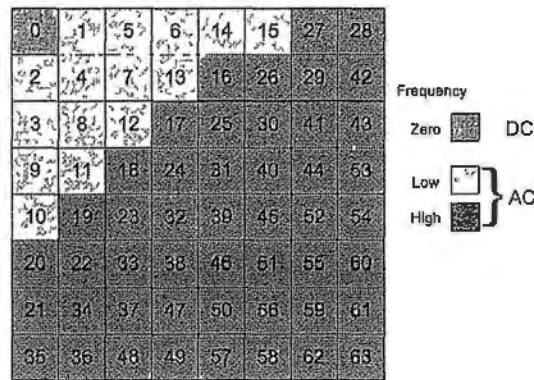 0 1 5 6 14 15 27 28
2 4 7 13 16 26 29 42
3 8 12 17 25 30 41 43
9 11 18 24 31 40 44 53
10 19 23 32 39 45 52 54
20 22 33 38 46 51 55 60
21 34 37 47 50 56 59 61
35 36 48 49 57 58 62 63
Frequency
Zero DC
Low
AC
High